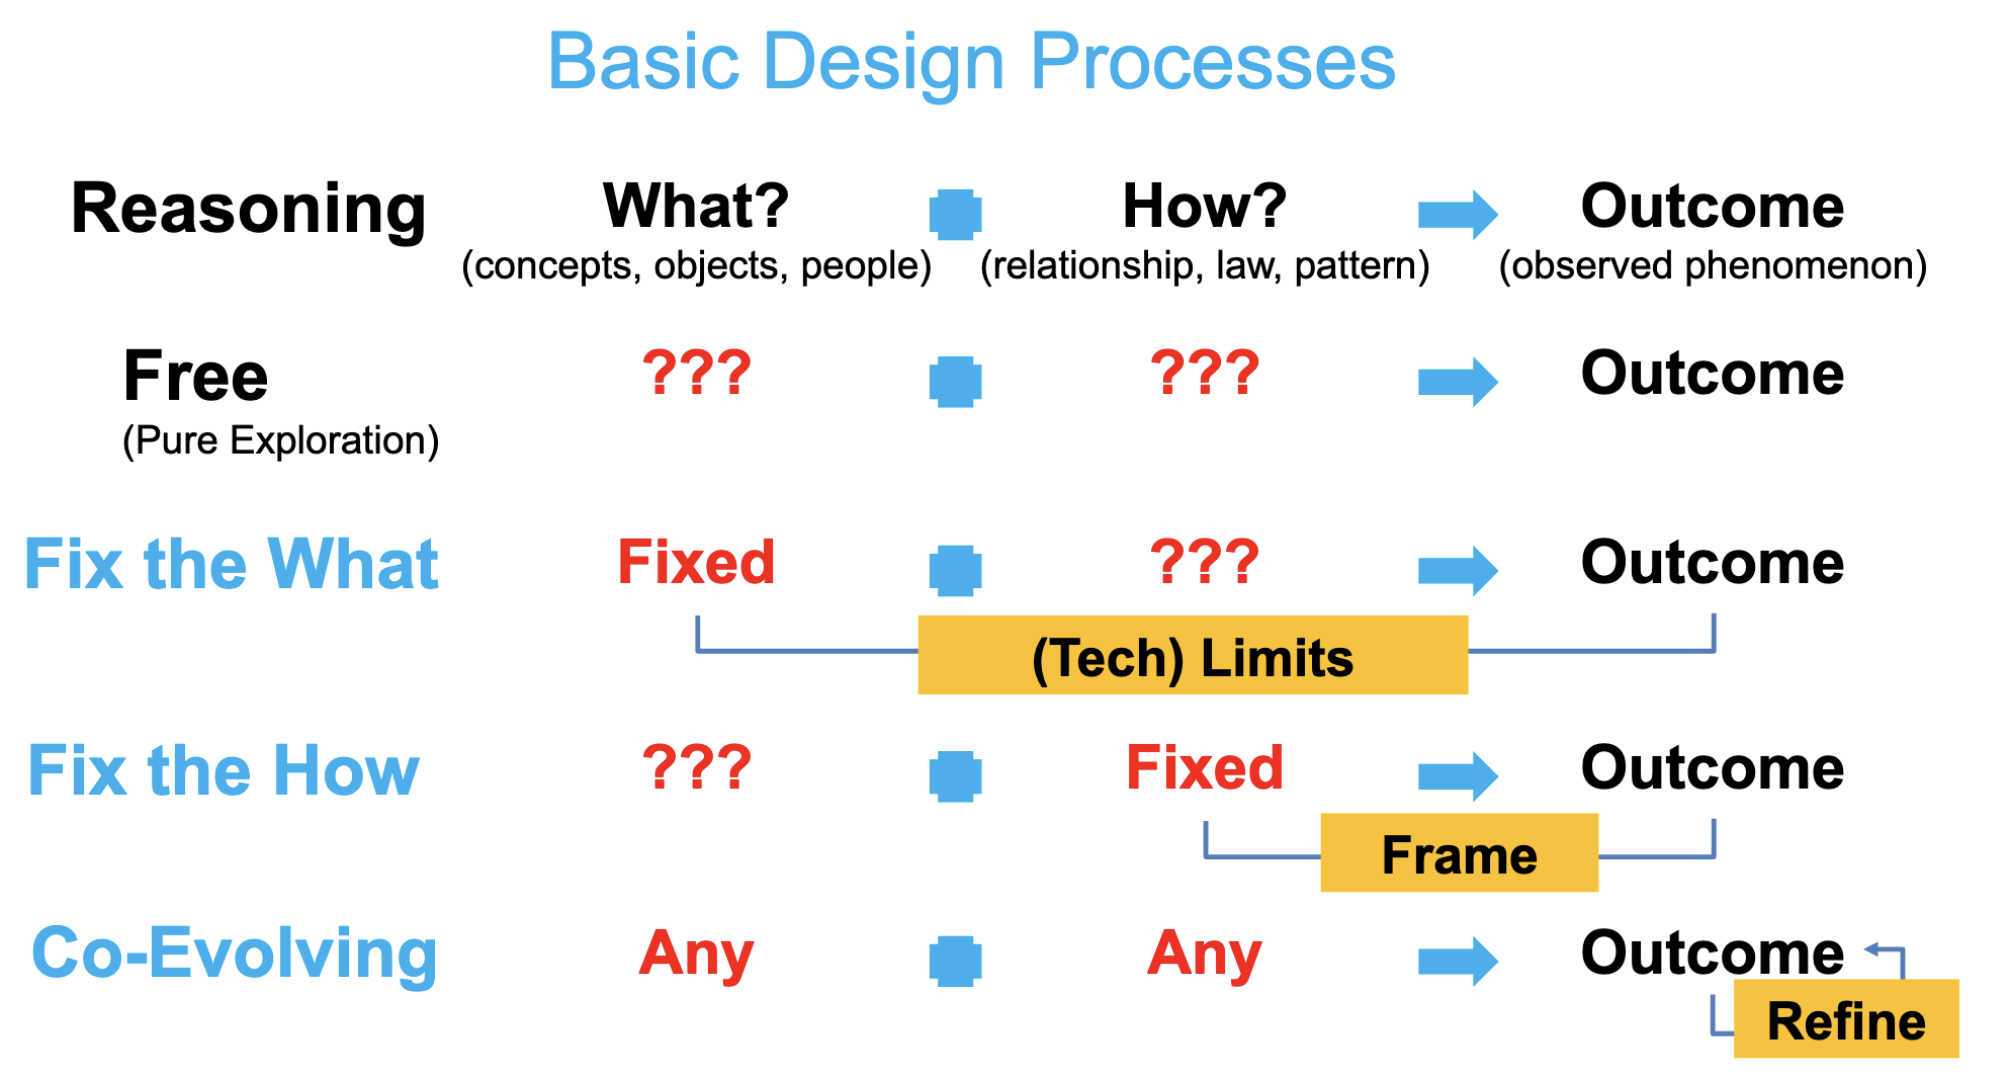 Basic Design Processes
Reasoning What? How? Outcome
(concepts, objects, people) (relationship, law, pattern) (observed phenomenon)
Free ??? ??? Outcome
(Pure Exploration)
Fix the What Fixed ??? Outcome
(Tech) Limits
Fix the How ??? Fixed Outcome
Frame
Co-Evolving Any Any Outcome
Refine